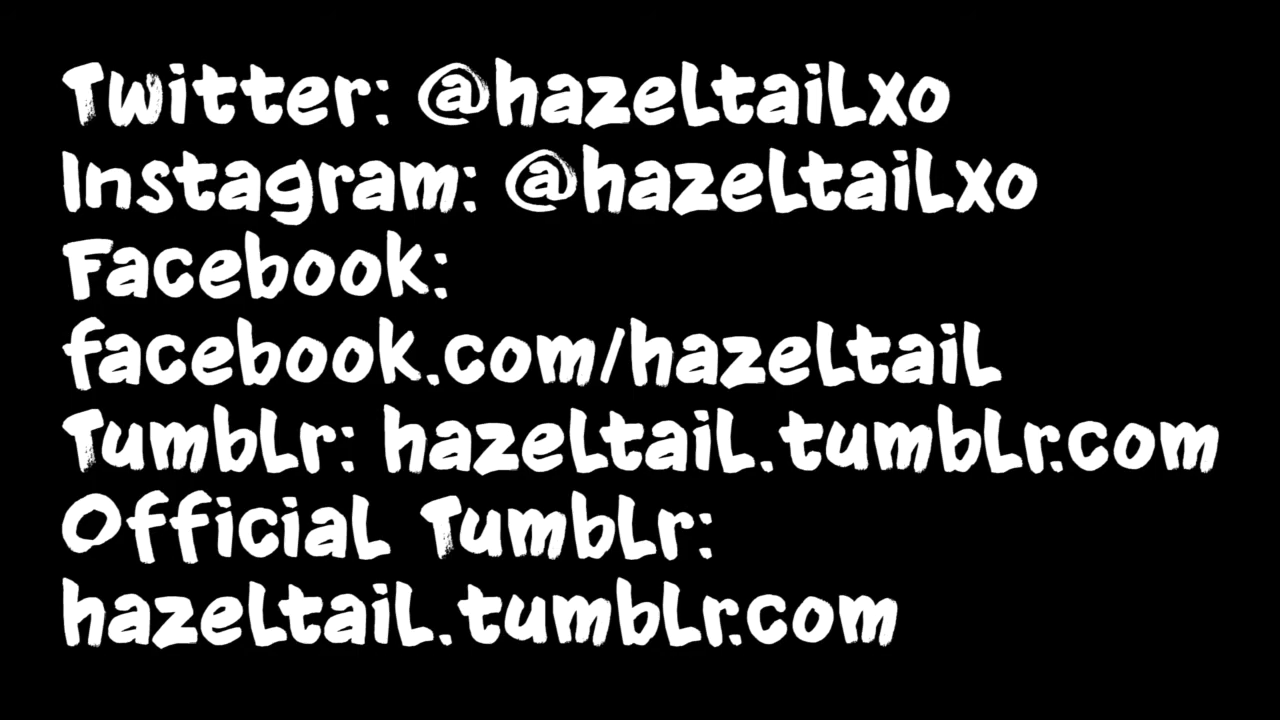 Twitter: @hazeltailxo
Instagram: @hazeltailxo
Facebook:
facebook.com/hazeltail
Tumblr: hazeltail.tumblr.com
Official Tumblr:
hazeltail.tumblr.com